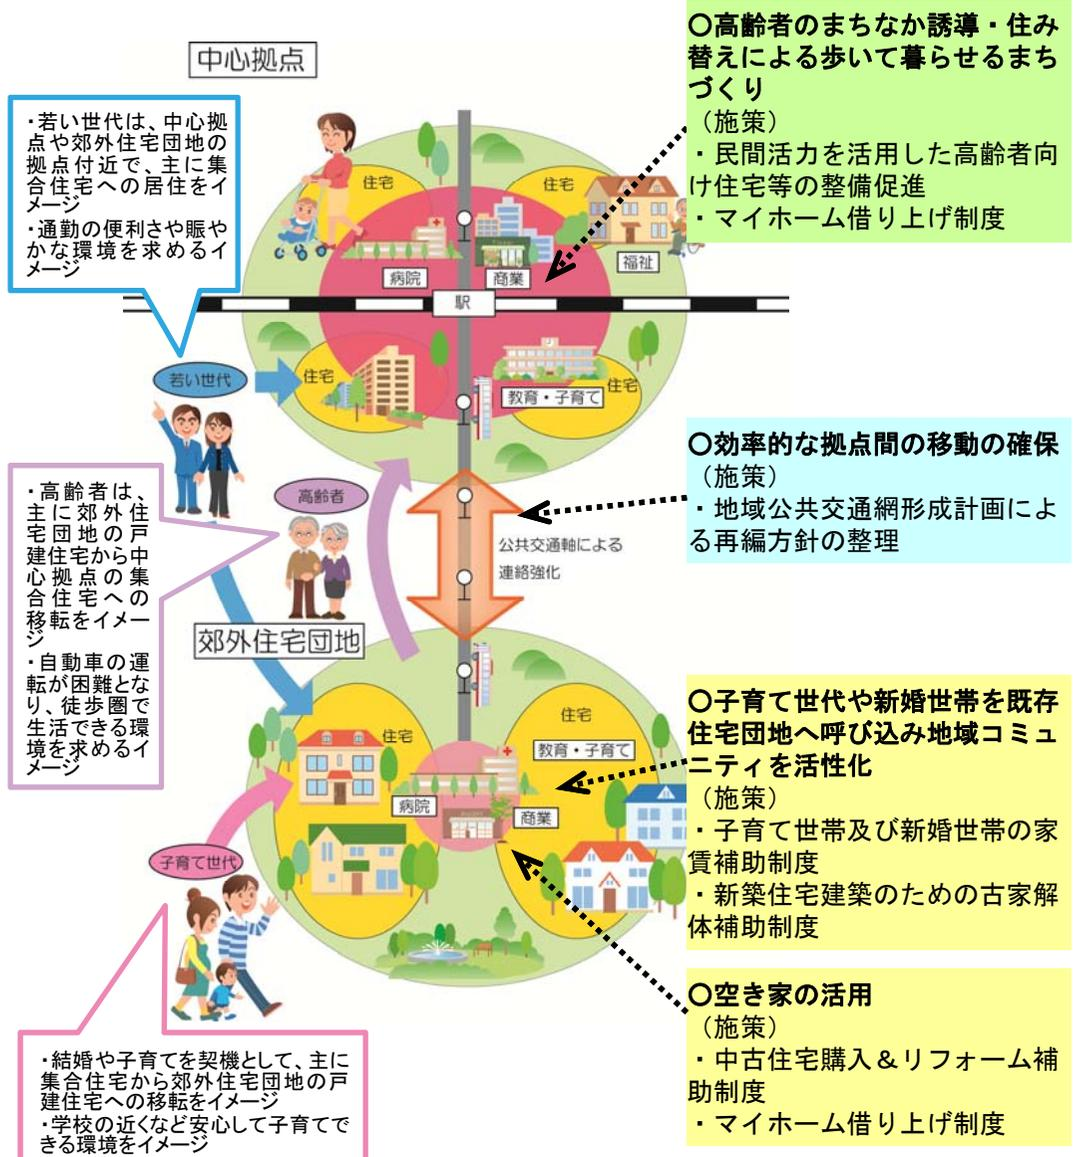 中心拠点
・若い世代は、中心拠
点や郊外住宅団地の
拠点付近で、主に集
合住宅への居住をイ
メージ
・通勤の便利さや賑や
かな環境を求めるイ
メージ
住宅
住宅
病院
商業
福祉
駅
若い世代
住宅
教育・子育て
住宅
・高齢者は、
主に郊外住
宅団地の戸
建住宅から中
心拠点の集
合住宅への
移転をイメー
ジ
・自動車の運
転が困難とな
り、徒歩圏で
生活できる環
境を求めるイ
メージ
高齢者
公共交通軸による
連絡強化
郊外住宅団地
住宅
住宅
教育・子育て
病院
商業
子育て世代
・結婚や子育てを契機として、主に
集合住宅から郊外住宅団地の戸
建住宅への移転をイメージ
・学校の近くなど安心して子育てで
きる環境をイメージ
〇高齢者のまちなか誘導・住み
替えによる歩いて暮らせるまち
づくり
（施策）
・民間活力を活用した高齢者向
け住宅等の整備促進
・マイホーム借り上げ制度
〇効率的な拠点間の移動の確保
（施策）
・地域公共交通網形成計画によ
る再編方針の整理
〇子育て世代や新婚世帯を既存
住宅団地へ呼び込み地域コミュ
ニティを活性化
（施策）
・子育て世帯及び新婚世帯の家
賃補助制度
・新築住宅建築のための古家解
体補助制度
〇空き家の活用
（施策）
・中古住宅購入＆リフォーム補
助制度
・マイホーム借り上げ制度